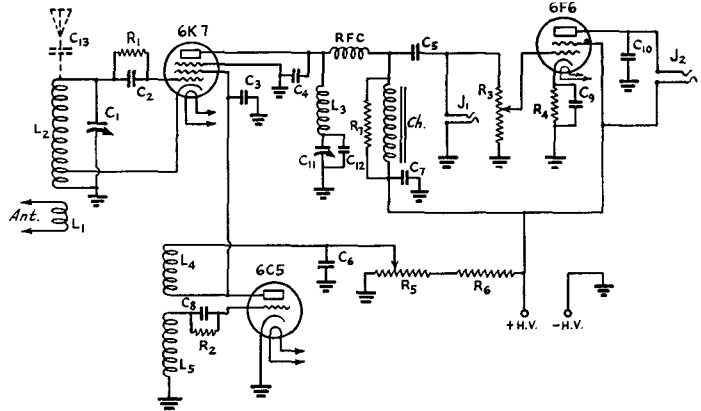 6K7
6F6
C13
R1
RFC
C5
C10
J2
C2
C3
C4
L3
R3
C9
R4
J1
L2
C1
R7
Ch.
C11
C12
C7
Ant.
L1
L4
6C5
C6
R5
R6
C8
R2
L5
+H.V.
-H.V.